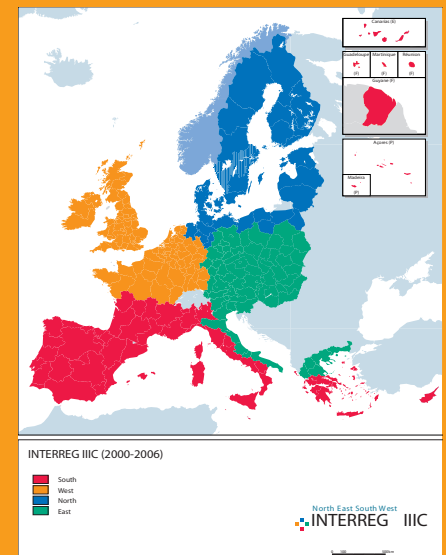 Canarias (E)
Guadeloupe Martinique Réunion
(F) (F) (F)
Guyane (F)
Açores (P)
Madeira
(P)
INTERREG IIIC (2000-2006)
South
West
North
East
North East South West
INTERREG IIIC
0